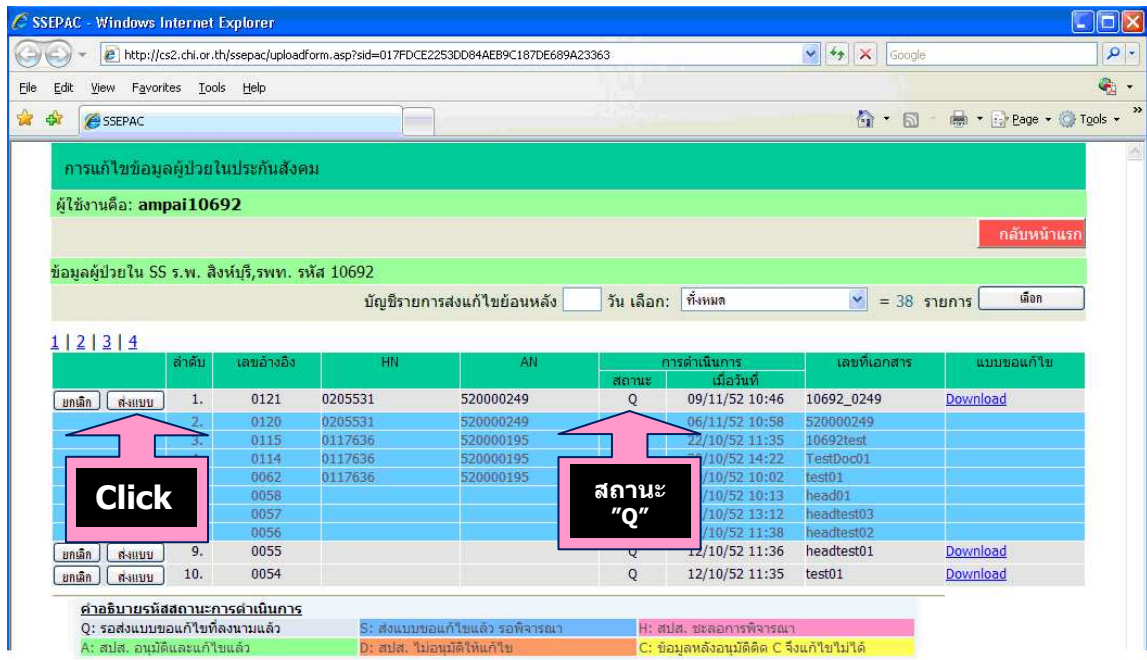 SSEPAC - Windows Internet Explorer
http://cs2.chi.or.th/ssepac/uploadform.asp?sid=017FDCE2253DD84AEB9C187DE689A23363 Google
File Edit View Favorites Tools Help
SSEPAC Page Tools
การแก้ไขข้อมูลผู้ป่วยในประกันสังคม
ผู้ใช้งานคือ: ampai10692
กลับหน้าแรก
ข้อมูลผู้ป่วยใน SS ร.พ. สิงห์บุรี,รพท. รหัส 10692
บัญชีรายการส่งแก้ไขย้อนหลัง วัน เลือก: ทั้งหมด = 38 รายการ เลือก
1 | 2 | 3 | 4
ลำดับ เลขอ้างอิง HN AN การดำเนินการ เลขที่เอกสาร แบบขอแก้ไข
สถานะ เมื่อวันที่
ยกเลิก ส่งแบบ 1. 0121 0205531 520000249 Q 09/11/52 10:46 10692_0249 Download
2. 0120 0205531 520000249 06/11/52 10:58 520000249
3. 0115 0117636 520000195 22/10/52 11:35 10692test
0114 0117636 520000195 /10/52 14:22 TestDoc01
0062 0117636 520000195 /10/52 10:02 test01
0058 /10/52 10:13 head01
0057 /10/52 13:12 headtest03
0056 /10/52 11:38 headtest02
ยกเลิก ส่งแบบ 9. 0055 Q 12/10/52 11:36 headtest01 Download
ยกเลิก ส่งแบบ 10. 0054 Q 12/10/52 11:35 test01 Download
Click
สถานะ
"Q"
คำอธิบายรหัสสถานะการดำเนินการ
Q: รอส่งแบบขอแก้ไขที่ลงนามแล้ว S: ส่งแบบขอแก้ไขแล้ว รอพิจารณา H: สปส. ชะลอการพิจารณา
A: สปส. อนุมัติและแก้ไขแล้ว D: สปส. ไม่อนุมัติให้แก้ไข C: ข้อมูลหลังอนุมัติติด C จึงแก้ไขไม่ได้